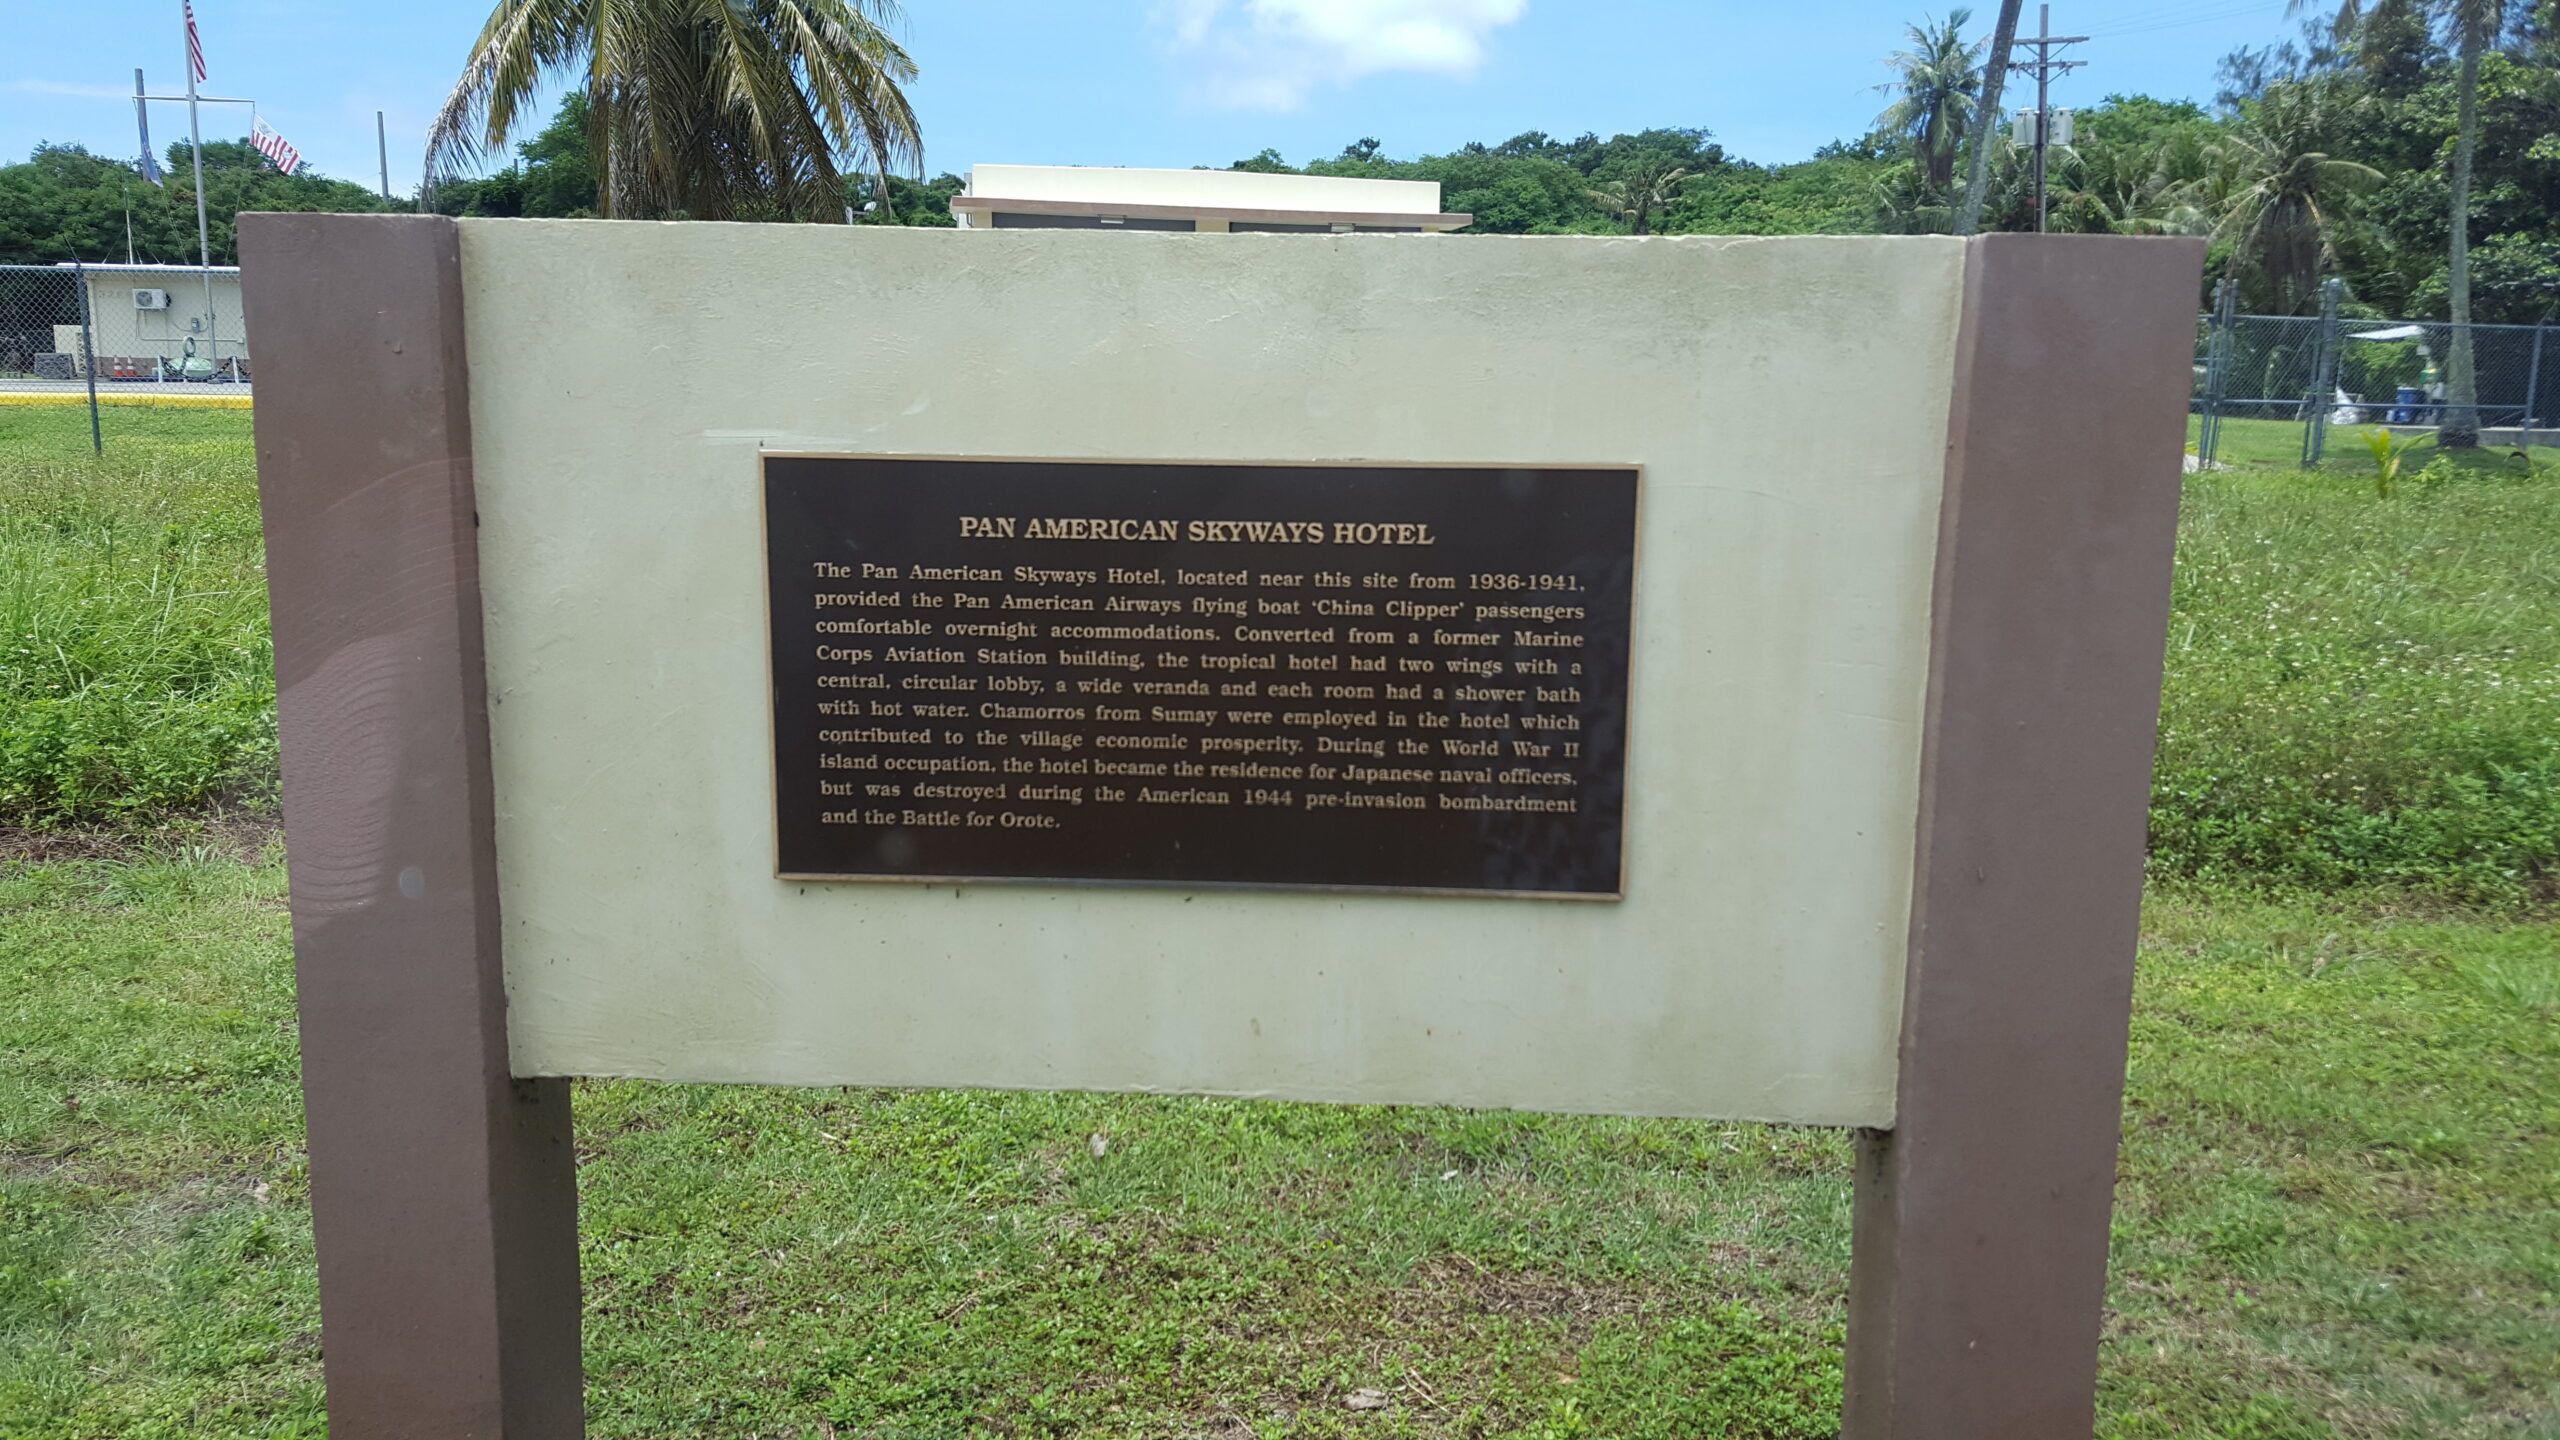 PAN AMERICAN SKYWAYS HOTEL
The Pan American Skyways Hotel, located near this site from 1936-1941,
provided the Pan American Airways flying boat ‘China Clipper’ passengers
comfortable overnight accommodations. Converted from a former Marine
Corps Aviation Station building, the tropical hotel had two wings with a
central, circular lobby, a wide veranda and each room had a shower bath
with hot water. Chamorros from Sumay were employed in the hotel which
contributed to the village economic prosperity. During the World War II
island occupation, the hotel became the residence for Japanese naval officers,
but was destroyed during the American 1944 pre-invasion bombardment
and the Battle for Orote.